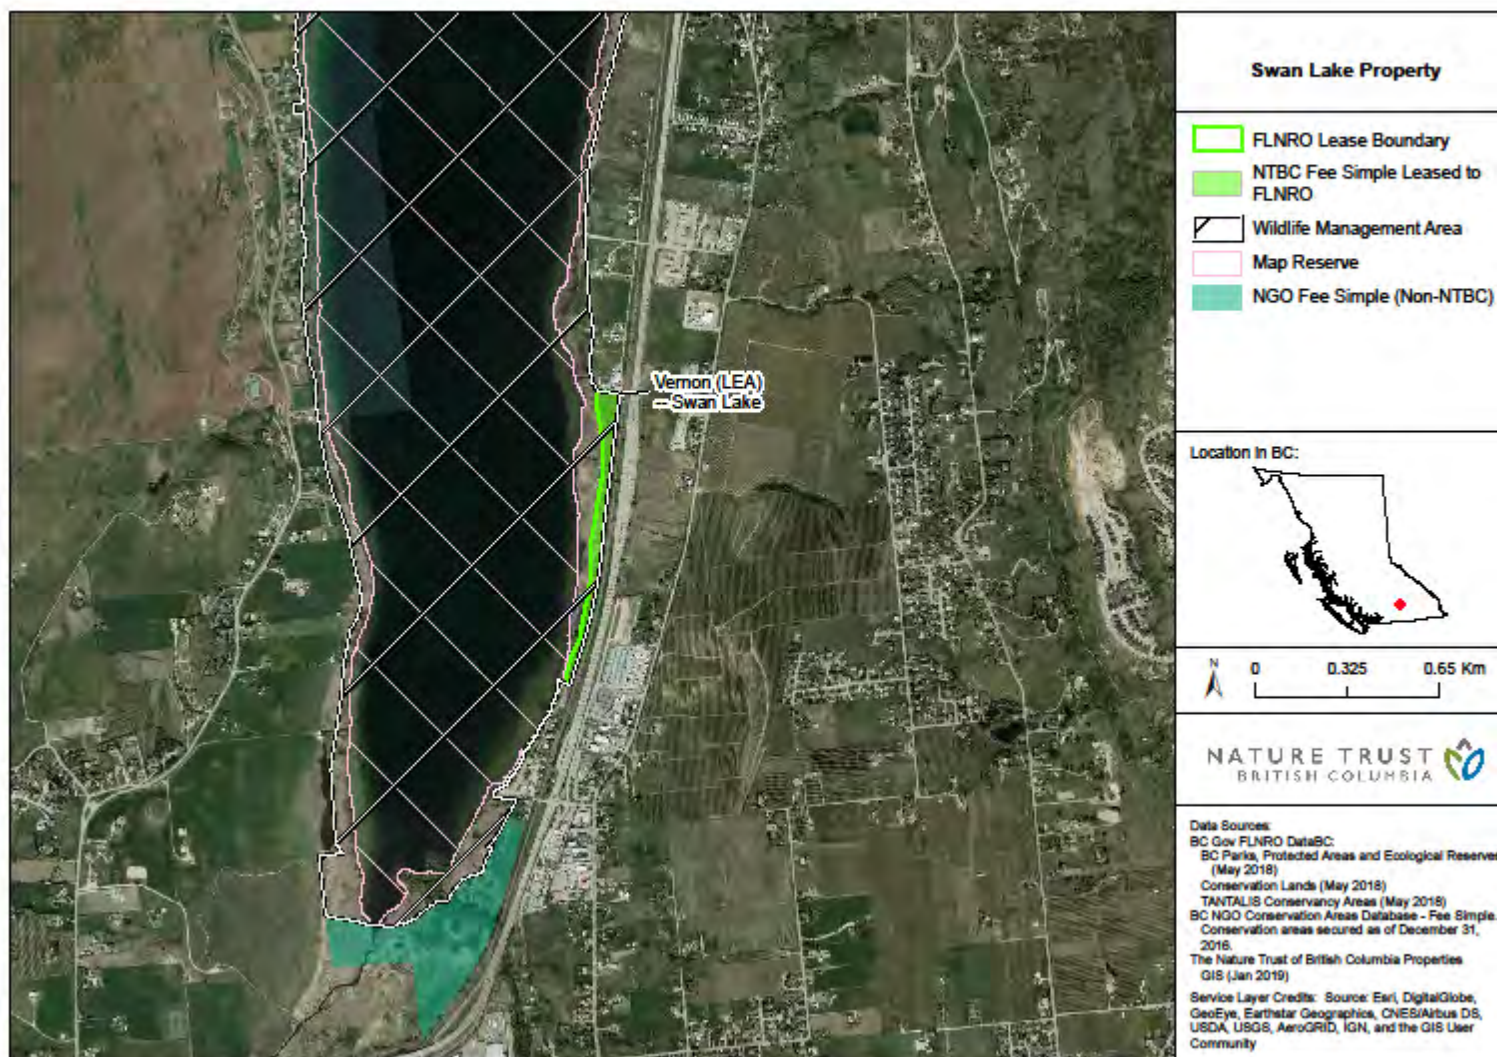 Swan Lake Property
FLNRO Lease Boundary
NTBC Fee Simple Leased to
FLNRO
Wildlife Management Area
Map Reserve
NGO Fee Simple (Non-NTBC)
Vernon (LEA)
– Swan Lake
Location in BC:
N
0 0.325 0.65 Km
NATURE TRUST
BRITISH COLUMBIA
Data Sources:
BC Gov FLNRO DataBC:
BC Parks, Protected Areas and Ecological Reserves
(May 2018)
Conservation Lands (May 2018)
TANTALIS Conservancy Areas (May 2018)
BC NGO Conservation Areas Database - Fee Simple.
Conservation areas secured as of December 31,
2016.
The Nature Trust of British Columbia Properties
GIS (Jan 2019)
Service Layer Credits: Source: Esri, DigitalGlobe,
GeoEye, Earthstar Geographics, CNES/Airbus DS,
USDA, USGS, AeroGRID, IGN, and the GIS User
Community